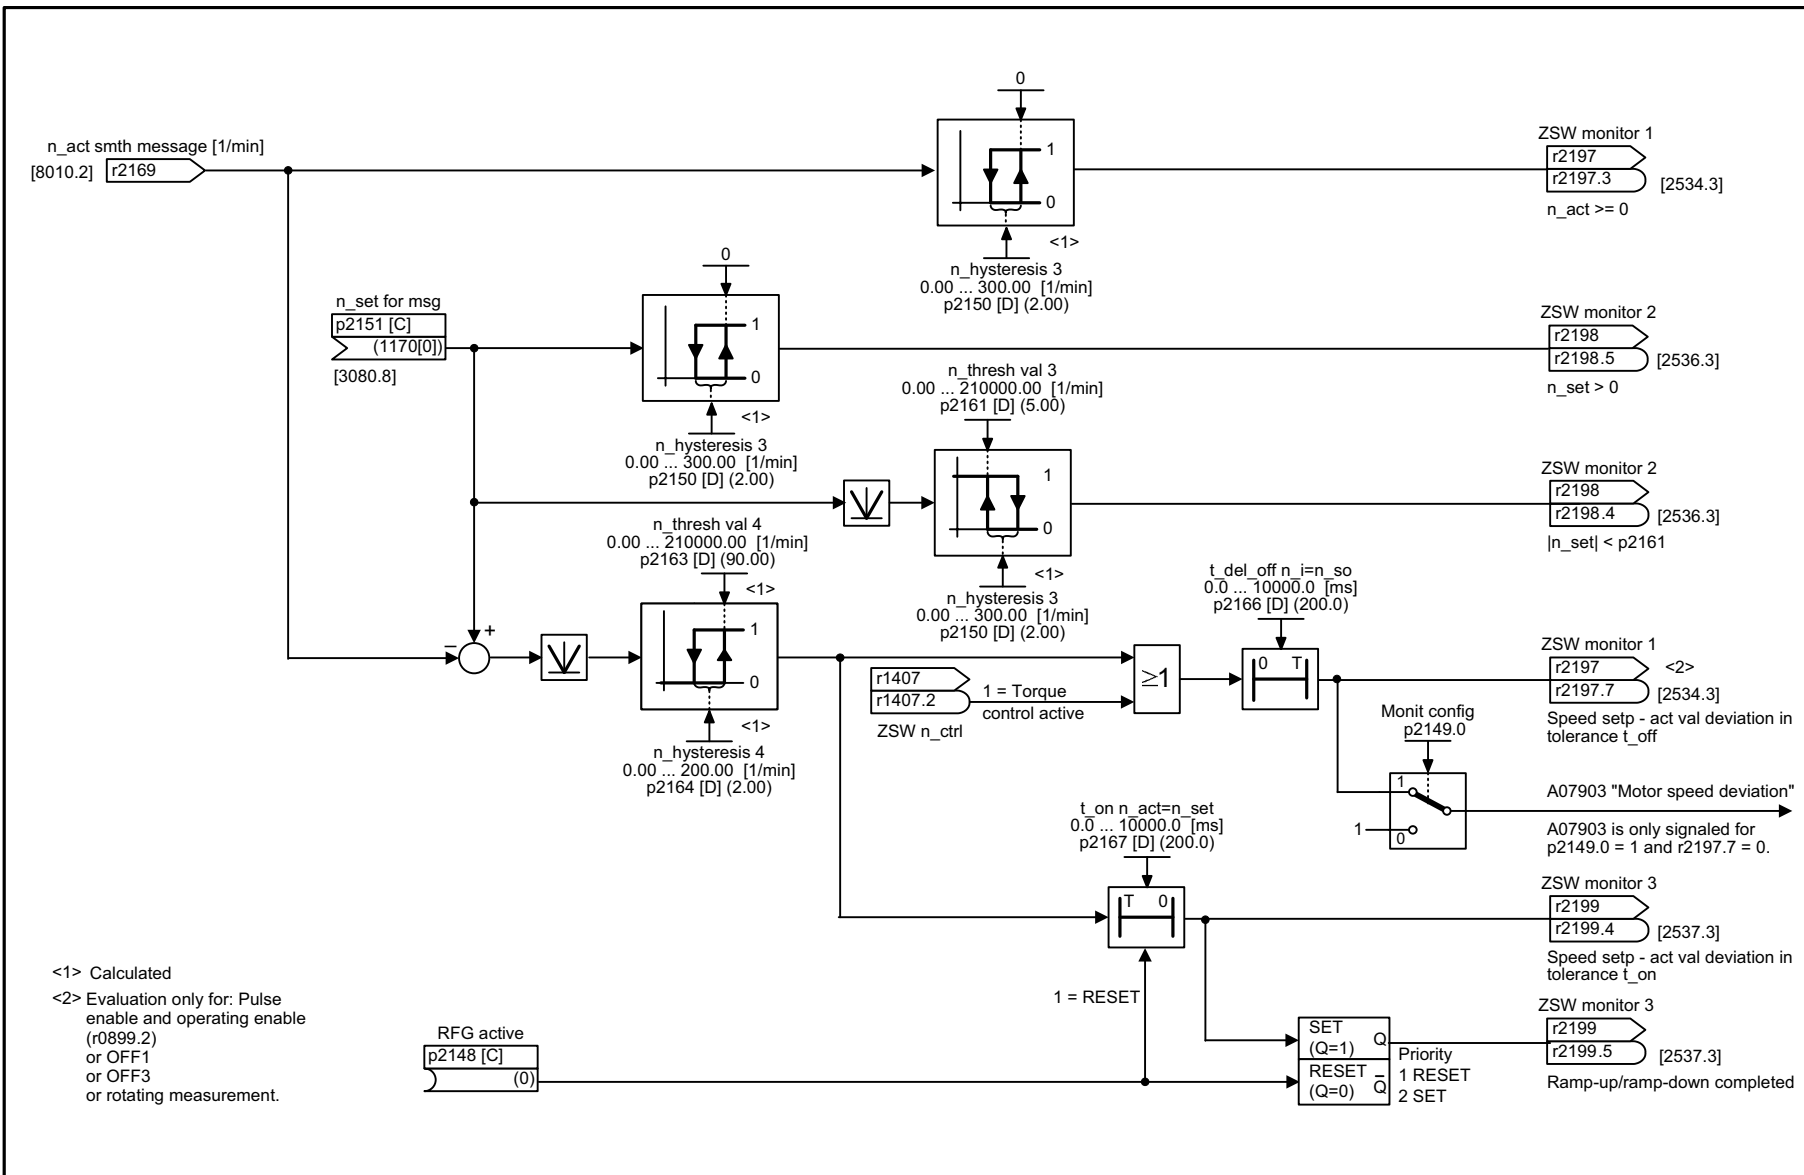 0
n_act smth message [1/min]
[8010.2]
r2169
1
0
<1>
n_hysteresis 3
0.00 ... 300.00 [1/min]
p2150 [D] (2.00)
ZSW monitor 1
r2197
r2197.3
[2534.3]
n_act >= 0
0
n_set for msg
p2151 [C]
(1170[0])
[3080.8]
1
0
<1>
n_hysteresis 3
0.00 ... 300.00 [1/min]
p2150 [D] (2.00)
ZSW monitor 2
r2198
r2198.5
[2536.3]
n_set > 0
n_thresh val 3
0.00 ... 210000.00 [1/min]
p2161 [D] (5.00)
1
0
<1>
n_hysteresis 3
0.00 ... 300.00 [1/min]
p2150 [D] (2.00)
ZSW monitor 2
r2198
r2198.4
[2536.3]
|n_set| < p2161
n_thresh val 4
0.00 ... 210000.00 [1/min]
p2163 [D] (90.00)
<1>
+
−
1
0
<1>
n_hysteresis 4
0.00 ... 200.00 [1/min]
p2164 [D] (2.00)
r1407
r1407.2
ZSW n_ctrl
1 = Torque
control active
≥1
t_del_off n_i=n_so
0.0 ... 10000.0 [ms]
p2166 [D] (200.0)
0 T
ZSW monitor 1
r2197
<2>
r2197.7
[2534.3]
Speed setp - act val deviation in
tolerance t_off
Monit config
p2149.0
1
1
0
A07903 "Motor speed deviation"
A07903 is only signaled for
p2149.0 = 1 and r2197.7 = 0.
t_on n_act=n_set
0.0 ... 10000.0 [ms]
p2167 [D] (200.0)
T 0
1 = RESET
ZSW monitor 3
r2199
r2199.4
[2537.3]
Speed setp - act val deviation in
tolerance t_on
<1> Calculated
<2> Evaluation only for: Pulse
enable and operating enable
(r0899.2)
or OFF1
or OFF3
or rotating measurement.
RFG active
p2148 [C]
(0)
SET
(Q=1)
Q
RESET
(Q=0)
Q̅
Priority
1 RESET
2 SET
ZSW monitor 3
r2199
r2199.5
[2537.3]
Ramp-up/ramp-down completed